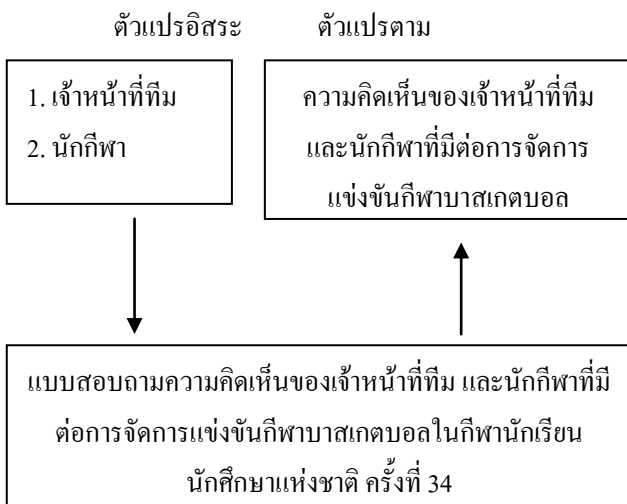 ตัวแปรอิสระ ตัวแปรตาม
1. เจ้าหน้าที่ทีม
2. นักกีฬา
ความคิดเห็นของเจ้าหน้าที่ทีม
และนักกีฬาที่มีต่อการจัดการ
แข่งขันกีฬาบาสเกตบอล
แบบสอบถามความคิดเห็นของเจ้าหน้าที่ทีม และนักกีฬาที่มี
ต่อการจัดการแข่งขันกีฬาบาสเกตบอลในกีฬานักเรียน
นักศึกษาแห่งชาติ ครั้งที่ 34